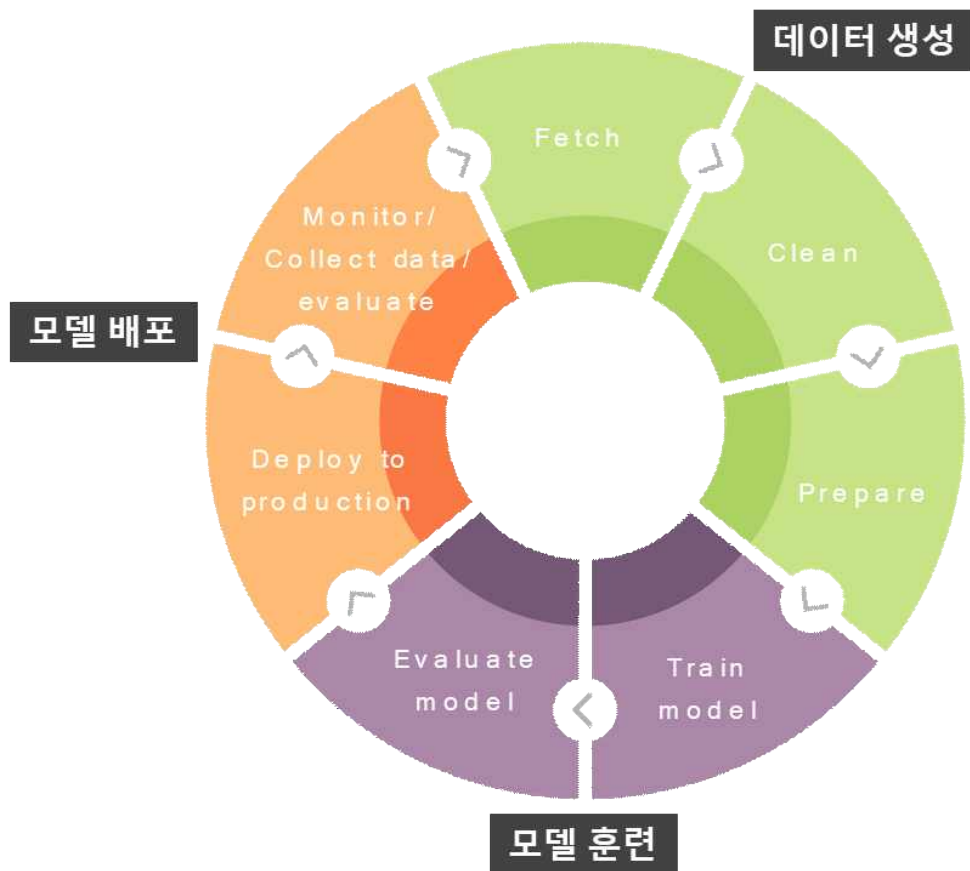 데이터 생성
Fetch
Clean
Prepare
Train
model
모델 훈련
Evaluate
model
Deploy to
production
모델 배포
Monitor/
Collect data/
evaluate